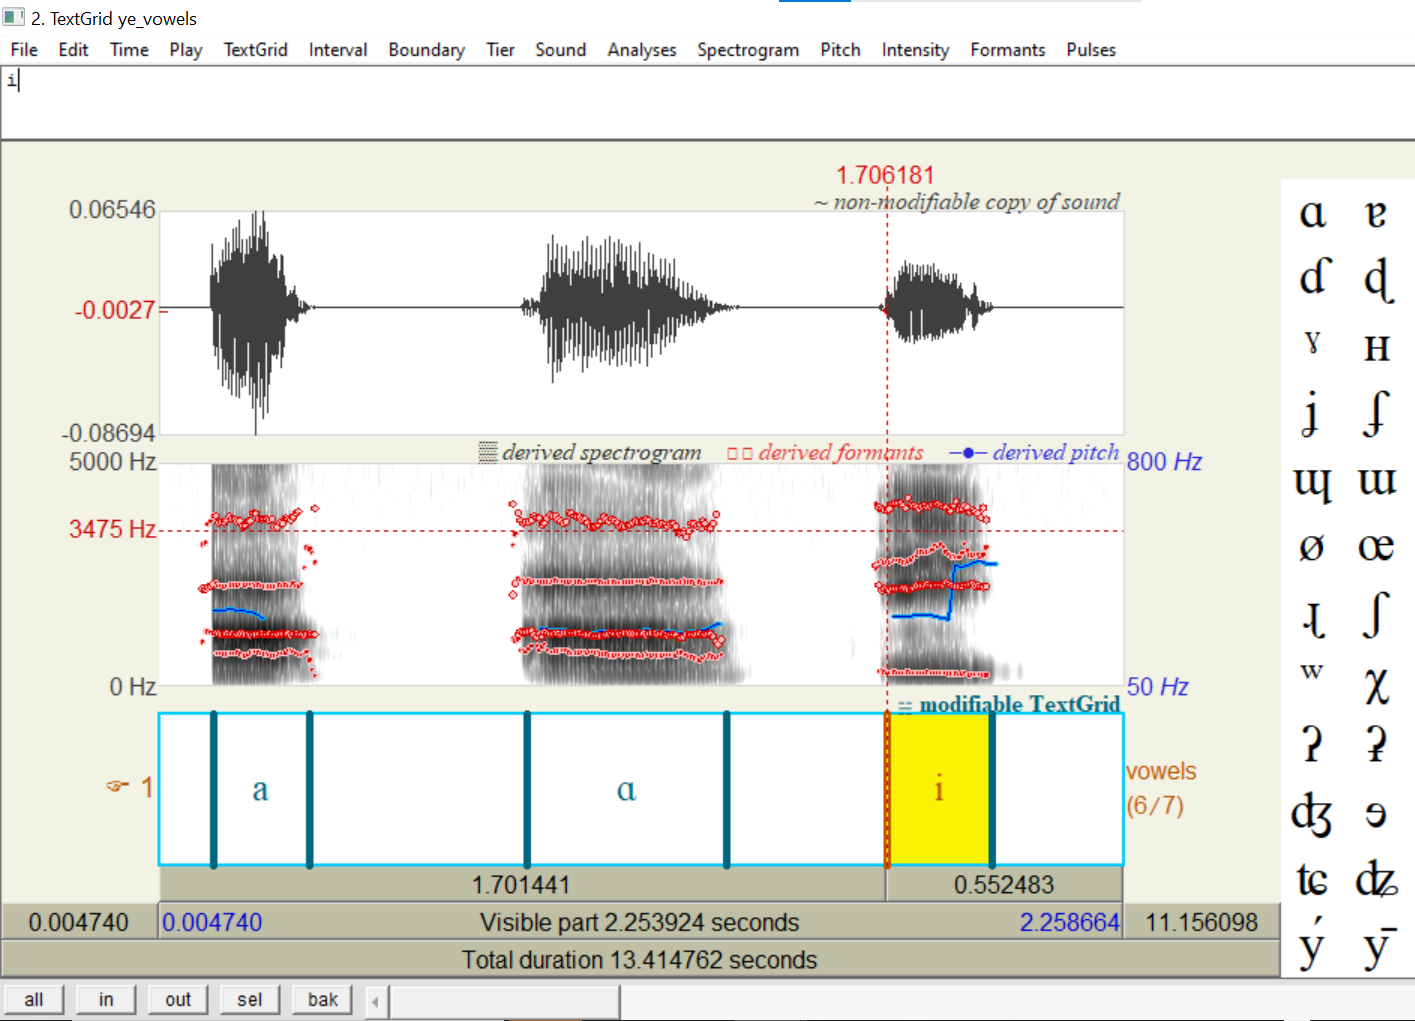 2. TextGrid ye_vowels
File Edit Time Play TextGrid Interval Boundary Tier Sound Analyses Spectrogram Pitch Intensity Formants Pulses
i
1.706181
~ non-modifiable copy of sound
0.06546
-0.0027
-0.08694
derived spectrogram derived formants derived pitch
5000 Hz
800 Hz
3475 Hz
0 Hz
50 Hz
modifiable TextGrid
☞ 1
a
ɑ
i
vowels
(6/7)
1.701441 0.552483
0.004740 0.004740 Visible part 2.253924 seconds 2.258664 11.156098
Total duration 13.414762 seconds
all in out sel bak
ɑ ɐ
ɗ ɖ
ˠ ʜ
ʝ ʄ
ɰ ɯ
ø œ
ɻ ʃ
ʷ χ
ʔ ʡ
ʤ ɘ
ʨ ʥ
ý ȳ